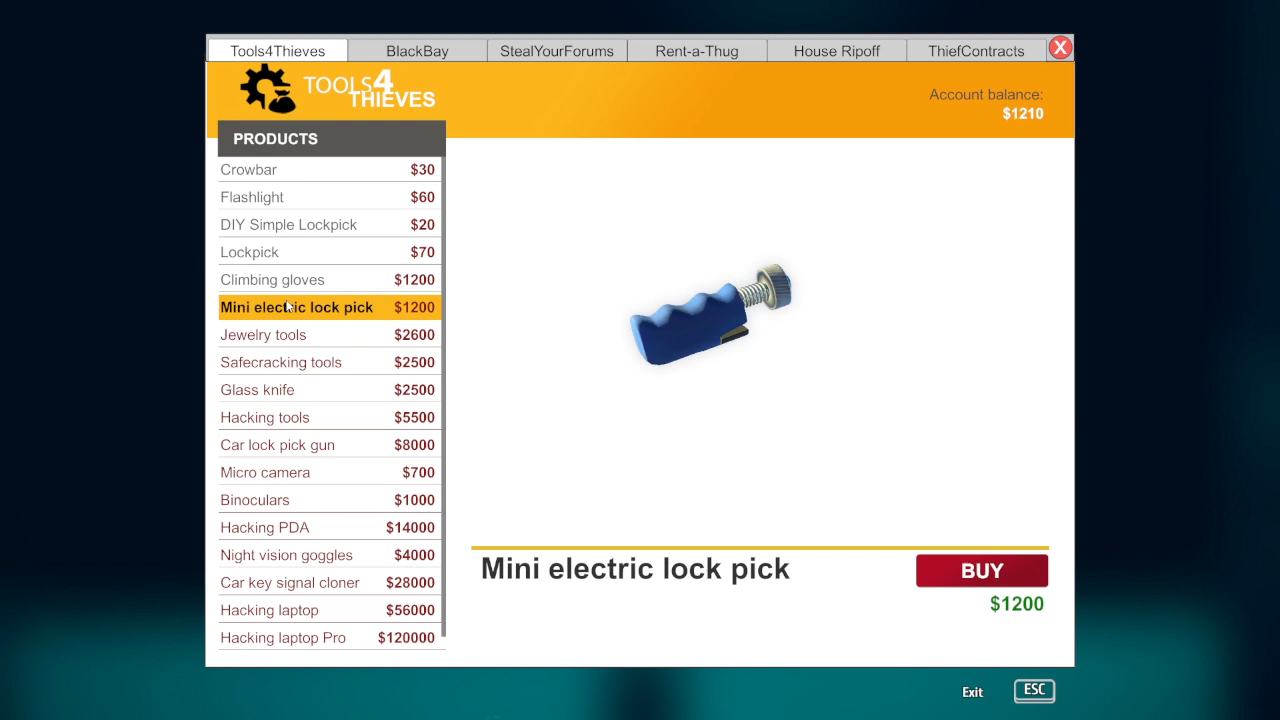 Tools4Thieves BlackBay StealYourForums Rent-a-Thug House Ripoff ThiefContracts X
TOOLS4
THIEVES
Account balance:
$1210
PRODUCTS
Crowbar $30
Flashlight $60
DIY Simple Lockpick $20
Lockpick $70
Climbing gloves $1200
Mini electric lock pick $1200
Jewelry tools $2600
Safecracking tools $2500
Glass knife $2500
Hacking tools $5500
Car lock pick gun $8000
Micro camera $700
Binoculars $1000
Hacking PDA $14000
Night vision goggles $4000
Car key signal cloner $28000
Hacking laptop $56000
Hacking laptop Pro $120000
Mini electric lock pick BUY
$1200
Exit ESC